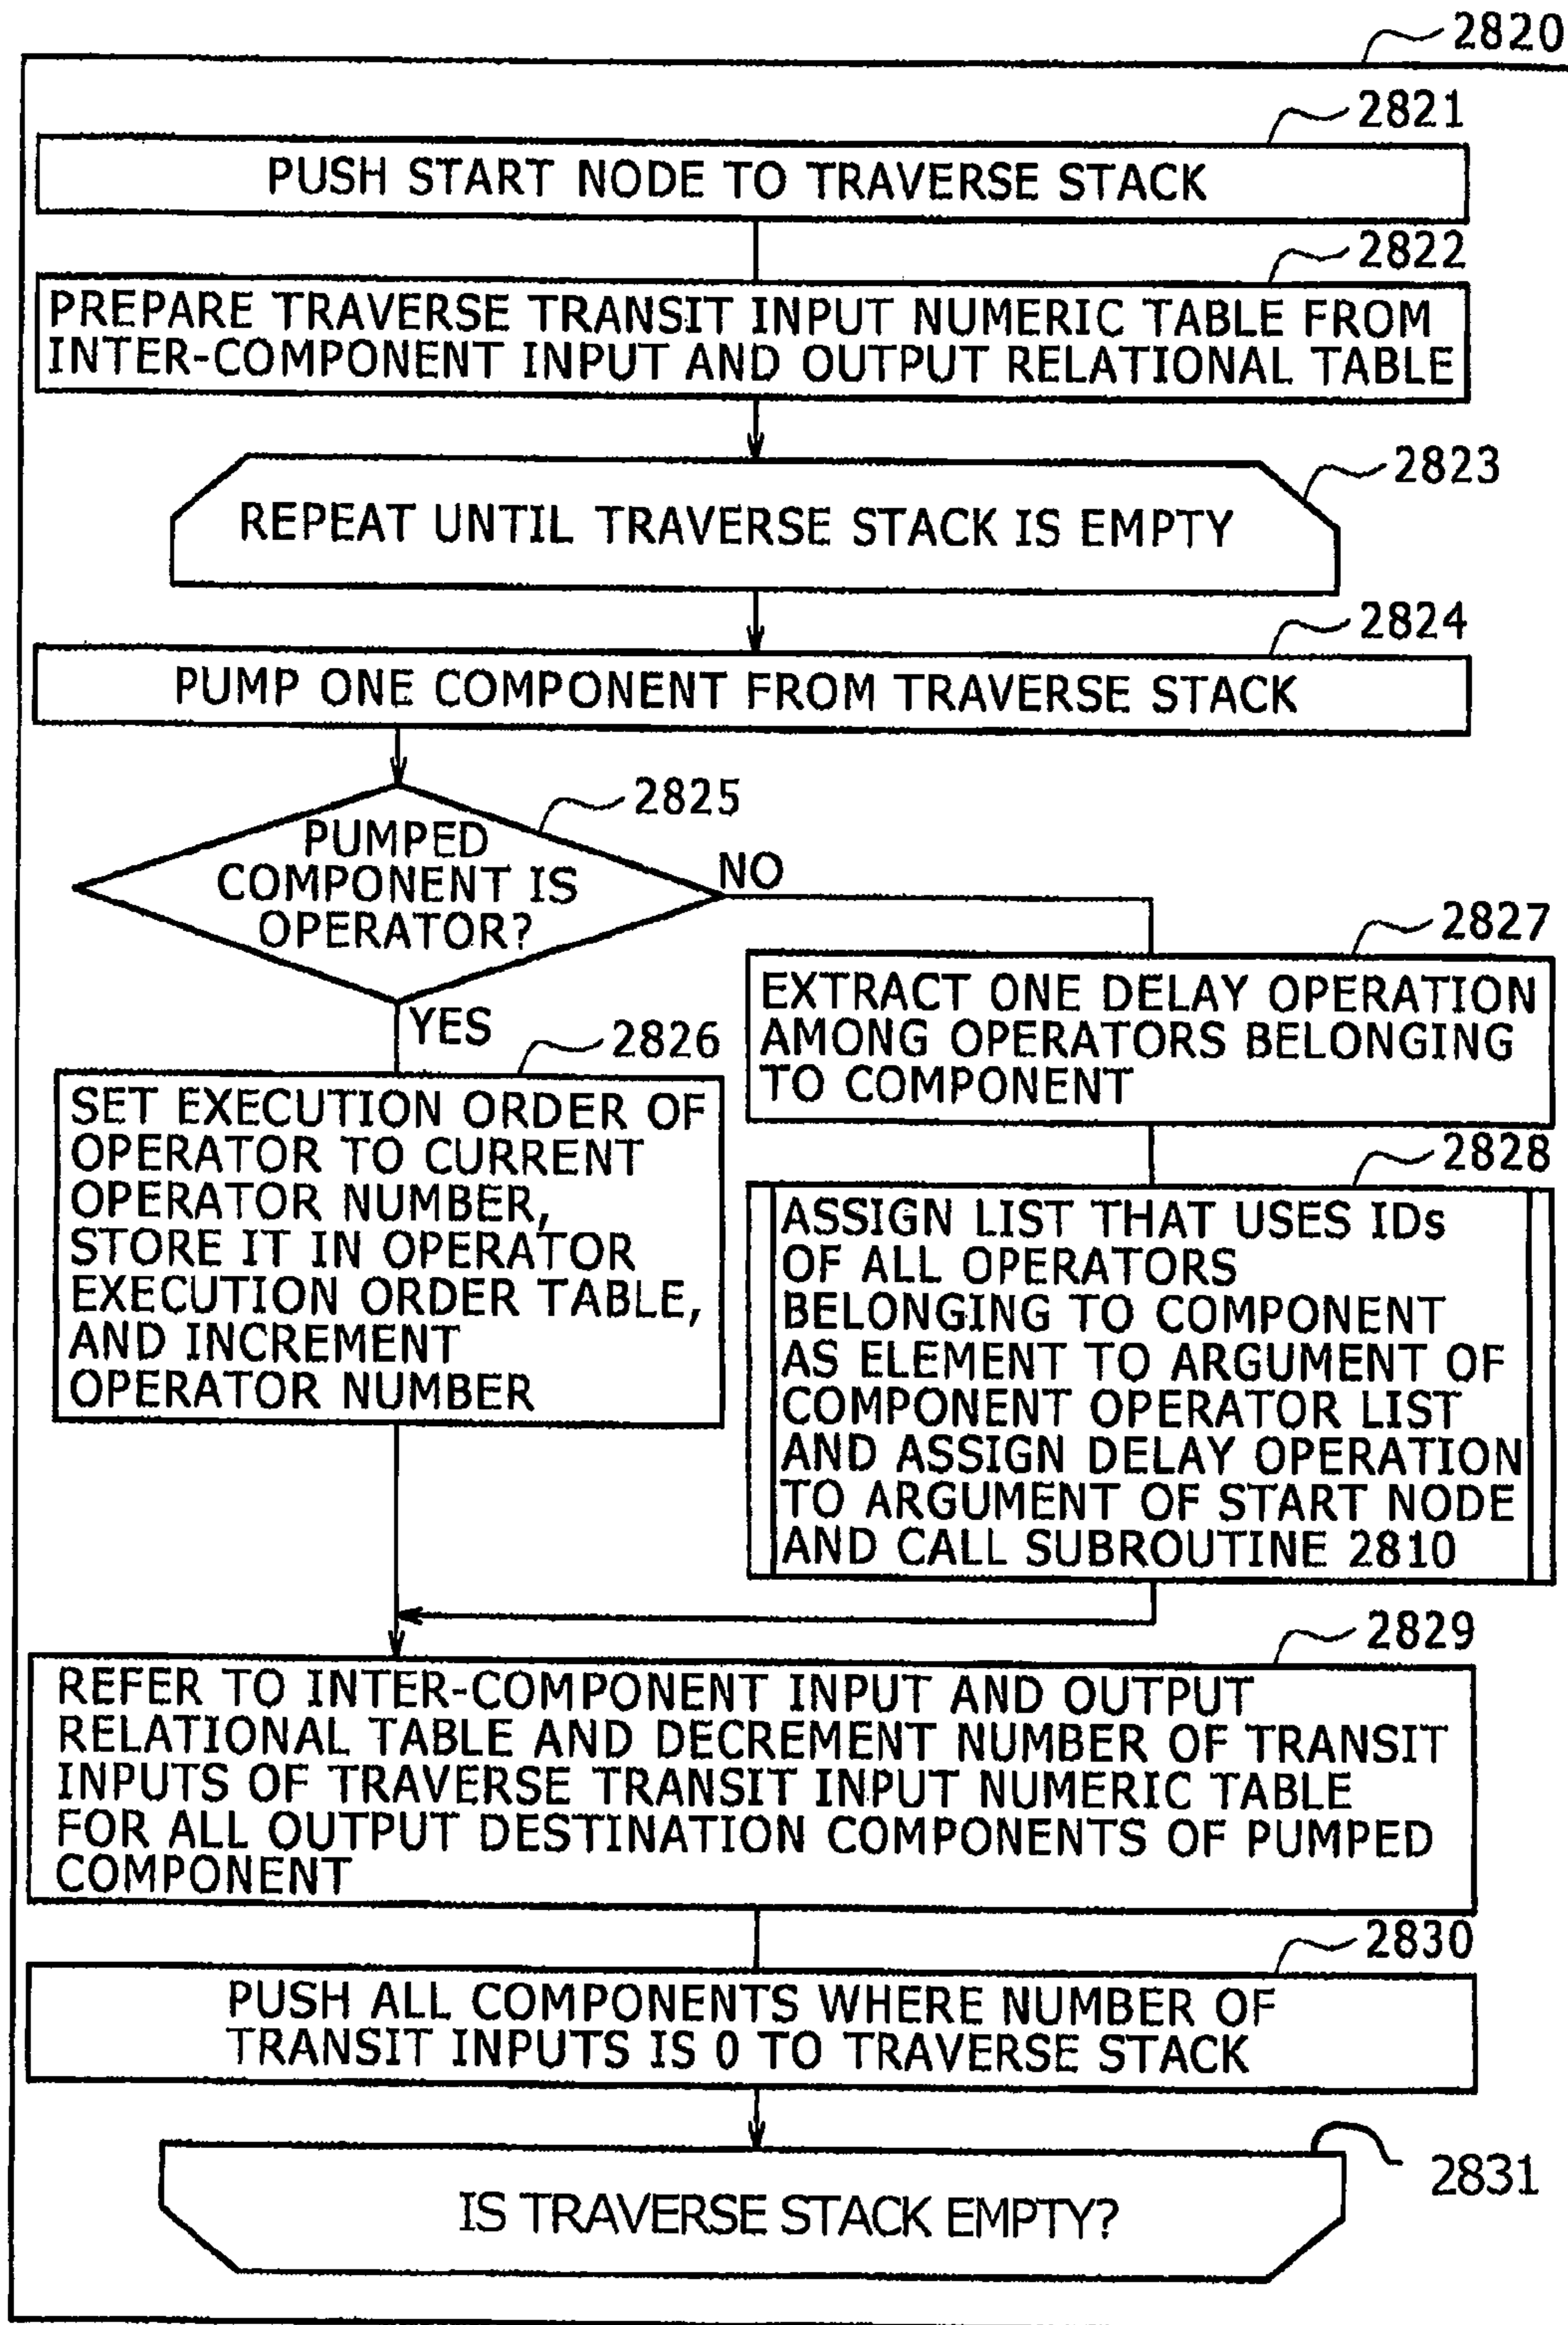 2820
2821
PUSH START NODE TO TRAVERSE STACK
2822
PREPARE TRAVERSE TRANSIT INPUT NUMERIC TABLE FROM
INTER-COMPONENT INPUT AND OUTPUT RELATIONAL TABLE
2823
REPEAT UNTIL TRAVERSE STACK IS EMPTY
2824
PUMP ONE COMPONENT FROM TRAVERSE STACK
2825
PUMPED
COMPONENT IS
OPERATOR?
NO
YES
2826
SET EXECUTION ORDER OF
OPERATOR TO CURRENT
OPERATOR NUMBER,
STORE IT IN OPERATOR
EXECUTION ORDER TABLE,
AND INCREMENT
OPERATOR NUMBER
2827
EXTRACT ONE DELAY OPERATION
AMONG OPERATORS BELONGING
TO COMPONENT
2828
ASSIGN LIST THAT USES IDs
OF ALL OPERATORS
BELONGING TO COMPONENT
AS ELEMENT TO ARGUMENT OF
COMPONENT OPERATOR LIST
AND ASSIGN DELAY OPERATION
TO ARGUMENT OF START NODE
AND CALL SUBROUTINE 2810
2829
REFER TO INTER-COMPONENT INPUT AND OUTPUT
RELATIONAL TABLE AND DECREMENT NUMBER OF TRANSIT
INPUTS OF TRAVERSE TRANSIT INPUT NUMERIC TABLE
FOR ALL OUTPUT DESTINATION COMPONENTS OF PUMPED
COMPONENT
2830
PUSH ALL COMPONENTS WHERE NUMBER OF
TRANSIT INPUTS IS 0 TO TRAVERSE STACK
2831
IS TRAVERSE STACK EMPTY?